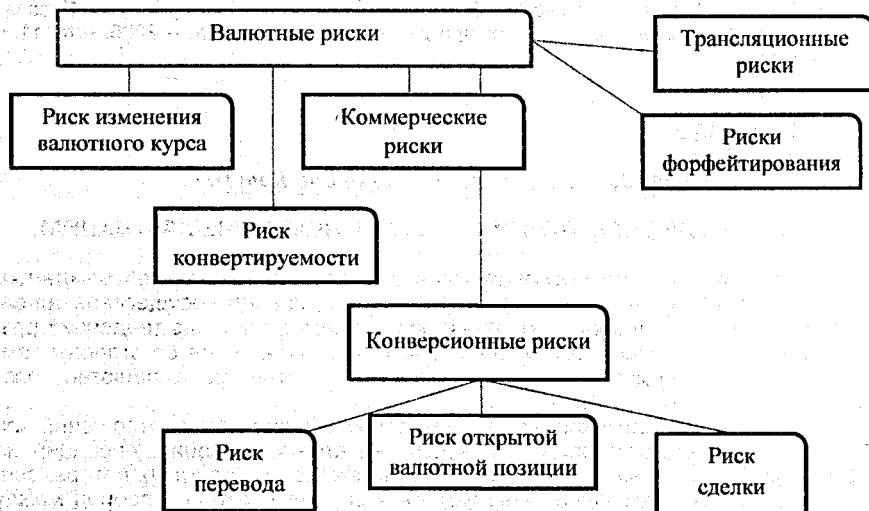 Валютные риски
Трансляционные
риски
Риск изменения
валютного курса
Коммерческие
риски
Риски
форфейтирования
Риск
конвертируемости
Конверсионные риски
Риск
перевода
Риск открытой
валютной позиции
Риск
сделки